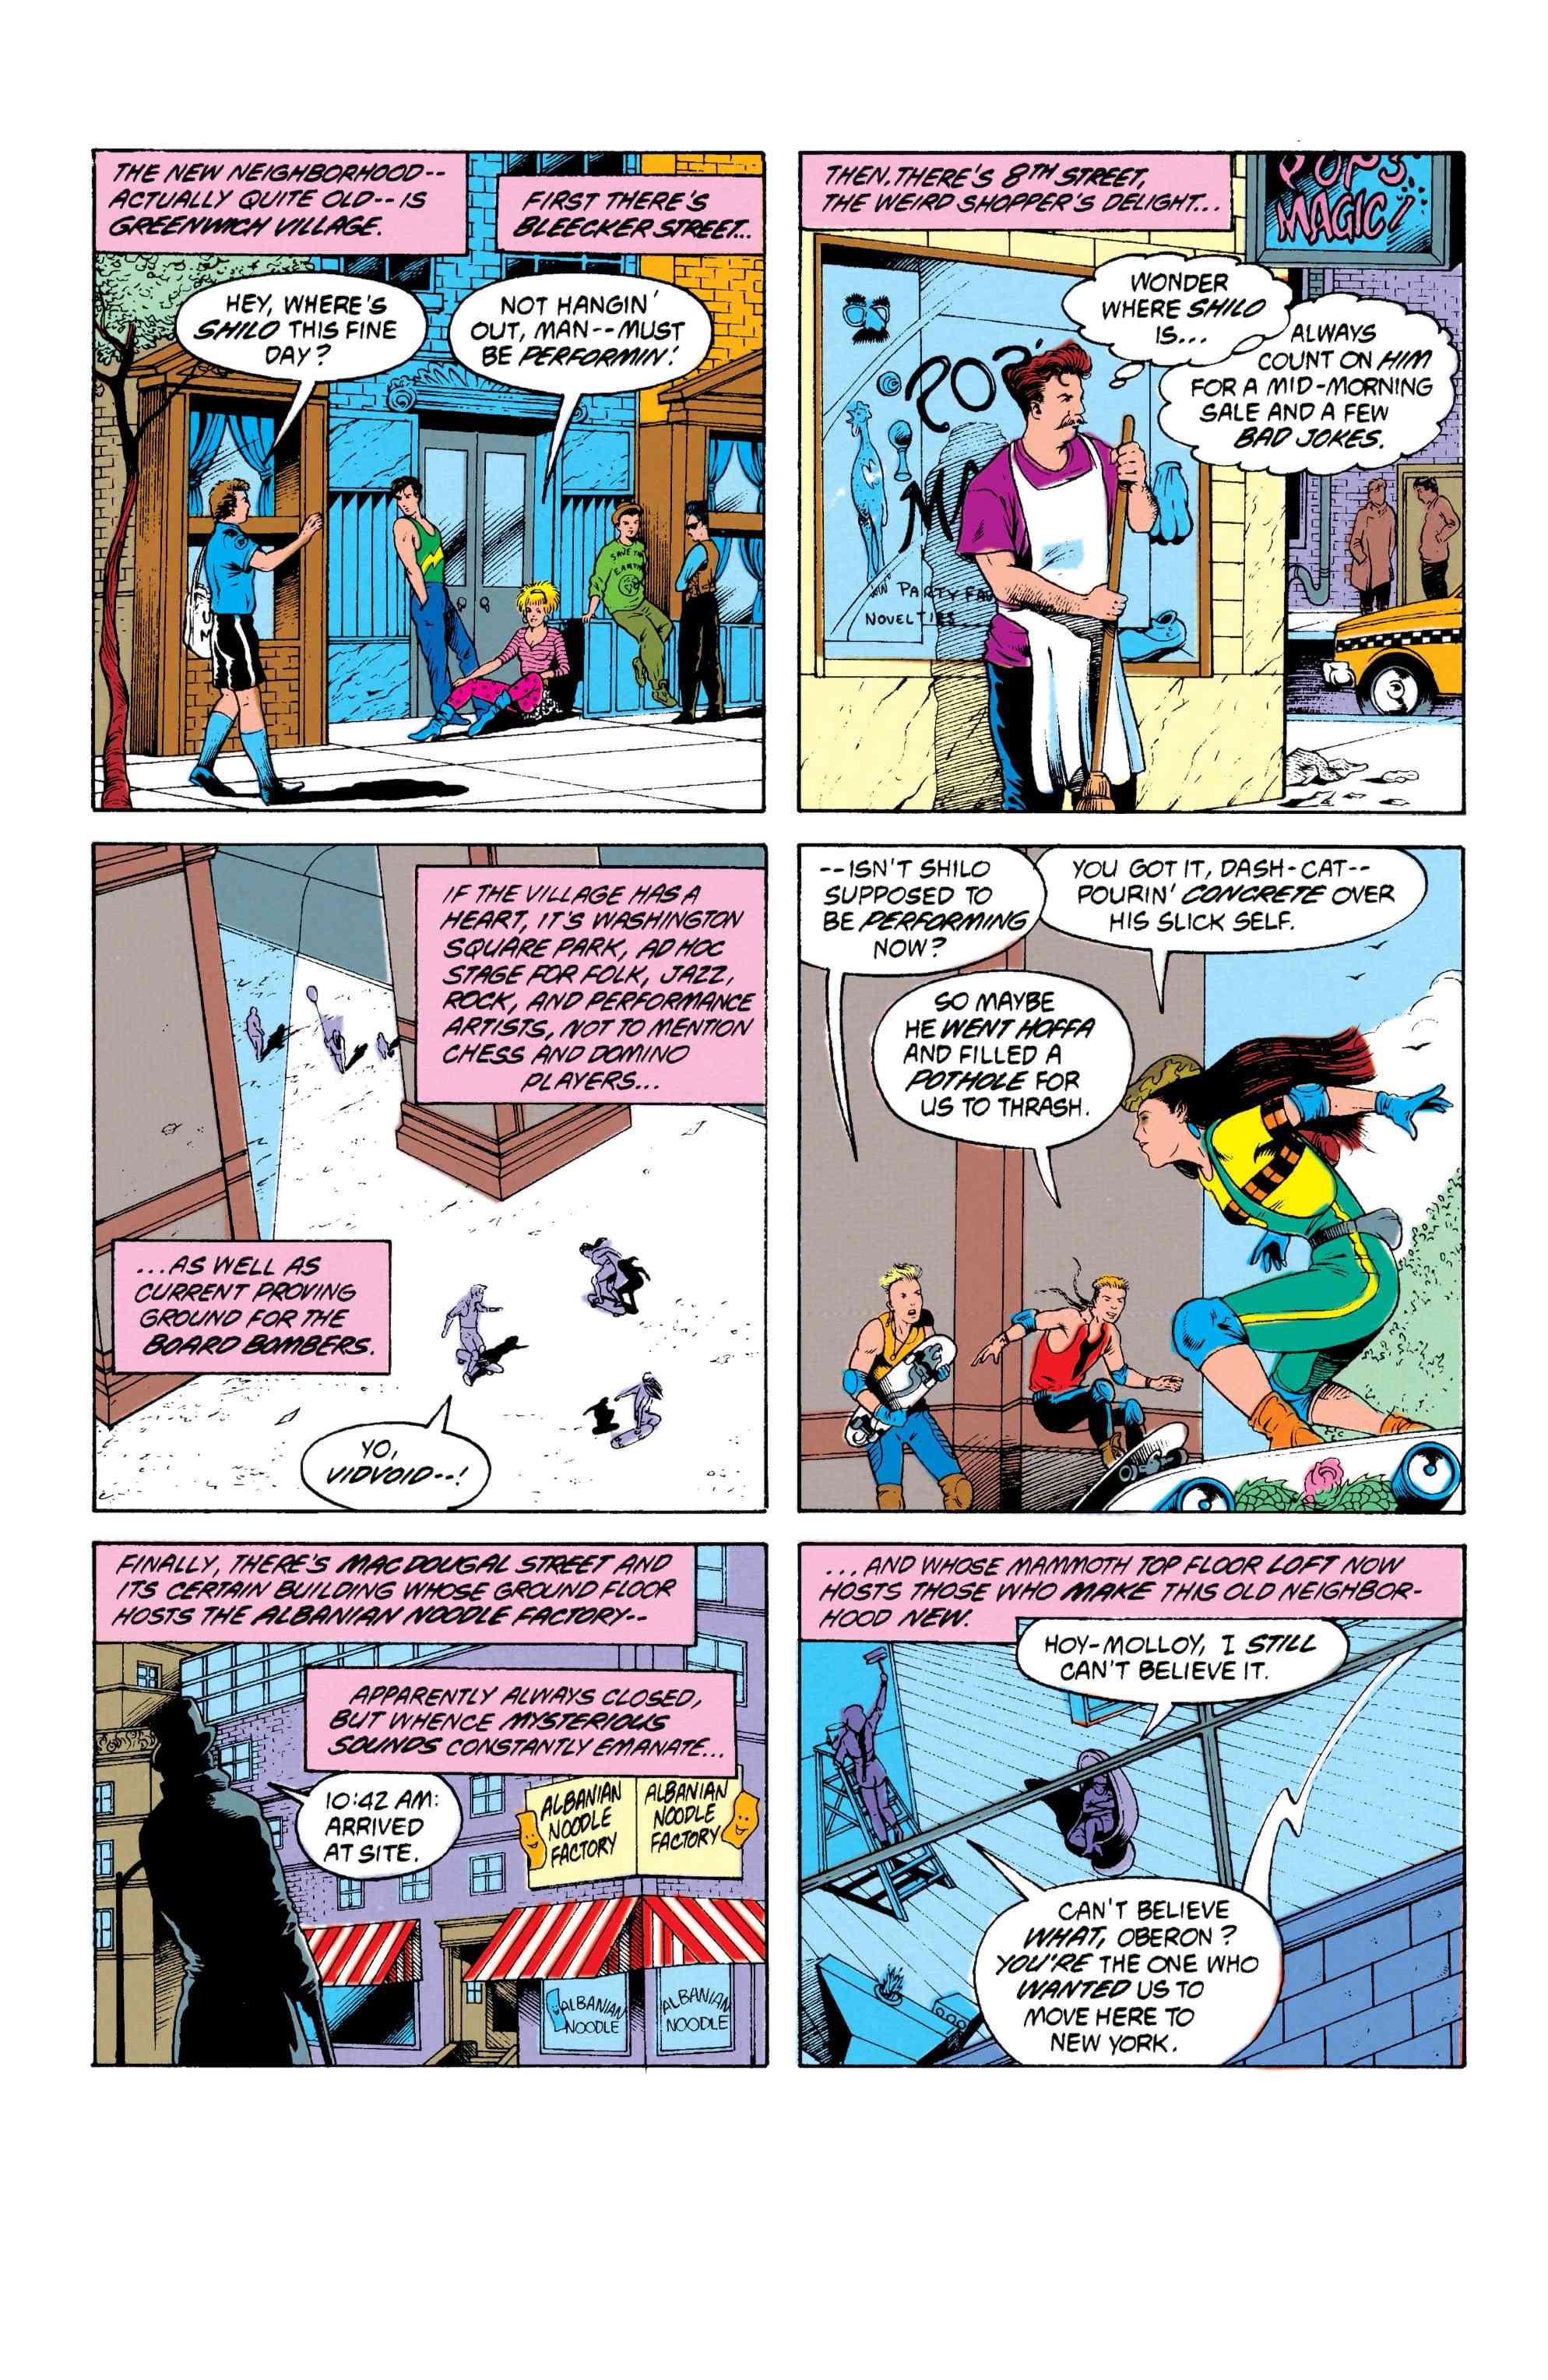 THE NEW NEIGHBORHOOD--
ACTUALLY QUITE OLD--IS
GREENWICH VILLAGE.
FIRST THERE'S
BLEECKER STREET...
HEY, WHERE'S
SHILO THIS FINE
DAY?
NOT HANGIN'
OUT, MAN--MUST
BE PERFORMIN'.
SAVE THE
EARTH
UM
THEN, THERE'S 8TH STREET,
THE WEIRD SHOPPER'S DELIGHT...
POP'S
MAGIC!
WONDER
WHERE SHILO
IS...
ALWAYS
COUNT ON HIM
FOR A MID-MORNING
SALE AND A FEW
BAD JOKES.
POP'
MA
AN' PARTY FAV
NOVELTIES...
IF THE VILLAGE HAS A
HEART, IT'S WASHINGTON
SQUARE PARK, AD HOC
STAGE FOR FOLK, JAZZ,
ROCK, AND PERFORMANCE
ARTISTS, NOT TO MENTION
CHESS AND DOMINO
PLAYERS...
...AS WELL AS
CURRENT PROVING
GROUND FOR THE
BOARD BOMBERS.
YO,
VIDVOID--!
--ISN'T SHILO
SUPPOSED TO
BE PERFORMING
NOW?
YOU GOT IT, DASH-CAT--
POURIN' CONCRETE OVER
HIS SLICK SELF.
SO MAYBE
HE WENT HOFFA
AND FILLED A
POTHOLE FOR
US TO THRASH.
FINALLY, THERE'S MACDOUGAL STREET AND
ITS CERTAIN BUILDING WHOSE GROUND FLOOR
HOSTS THE ALBANIAN NOODLE FACTORY--
APPARENTLY ALWAYS CLOSED,
BUT WHENCE MYSTERIOUS
SOUNDS CONSTANTLY EMANATE...
10:42 AM:
ARRIVED
AT SITE.
ALBANIAN
NOODLE
FACTORY
ALBANIAN
NOODLE
FACTORY
ALBANIAN
NOODLE
ALBANIAN
NOODLE
...AND WHOSE MAMMOTH TOP FLOOR LOFT NOW
HOSTS THOSE WHO MAKE THIS OLD NEIGHBOR-
HOOD NEW.
HOY-MOLLOY, I STILL
CAN'T BELIEVE IT.
CAN'T BELIEVE
WHAT, OBERON?
YOU'RE THE ONE WHO
WANTED US TO
MOVE HERE TO
NEW YORK.